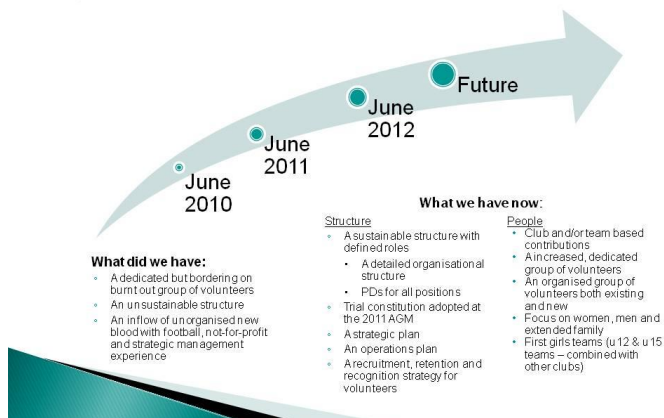 Future
June
2012
June
2011
June
2010
What did we have:
A dedicated but bordering on
burnt out group of volunteers
An unsustainable structure
An inflow of unorganised new
blood with football, not-for-profit
and strategic management
experience
What we have now:
Structure
A sustainable structure with
defined roles
A detailed organisational
structure
PDs for all positions
Trial constitution adopted at
the 2011 AGM
A strategic plan
An operations plan
A recruitment, retention and
recognition strategy for
volunteers
People
Club and/or team based
contributions
A increased, dedicated
group of volunteers
An organised group of
volunteers both existing
and new
Focus on women, men and
extended family
First girls teams (u12 & u15
teams – combined with
other clubs)